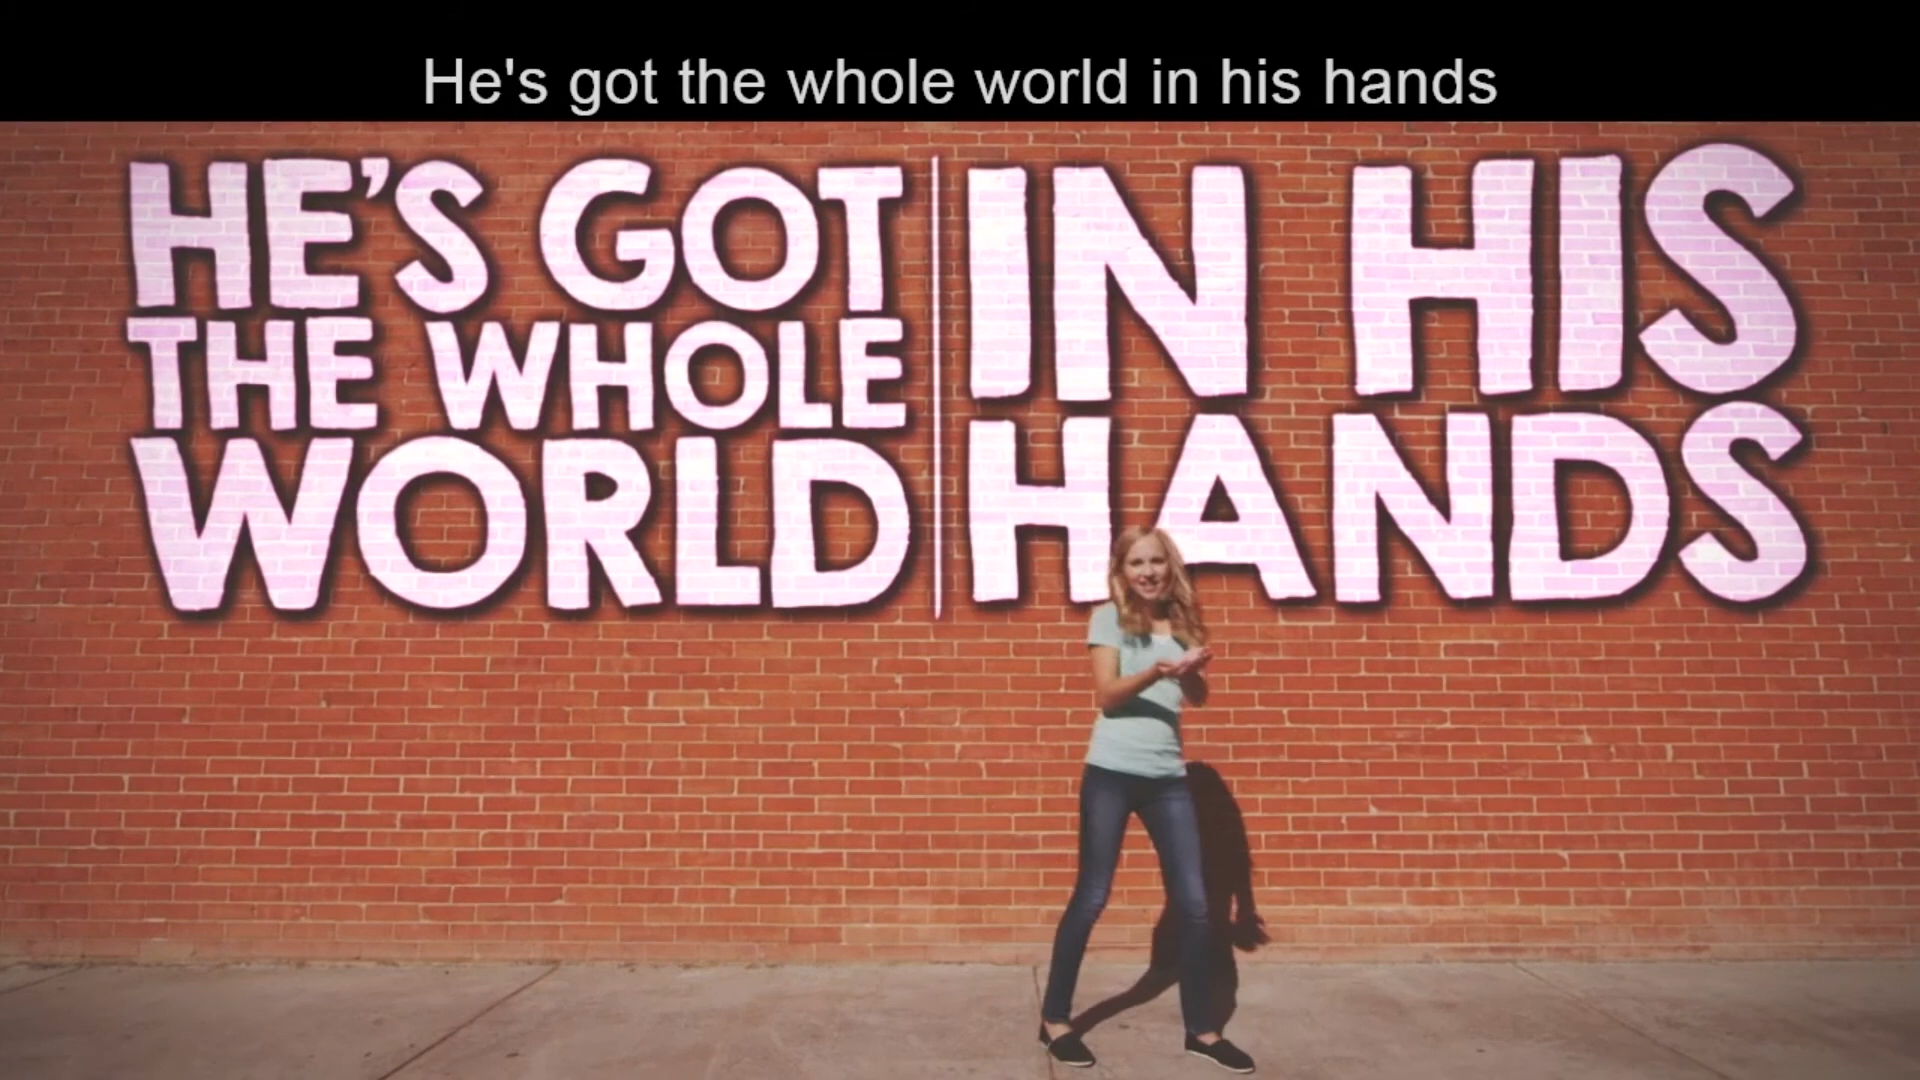 He's got the whole world in his hands
HE'S GOT
THE WHOLE
WORLD
IN HIS
HANDS